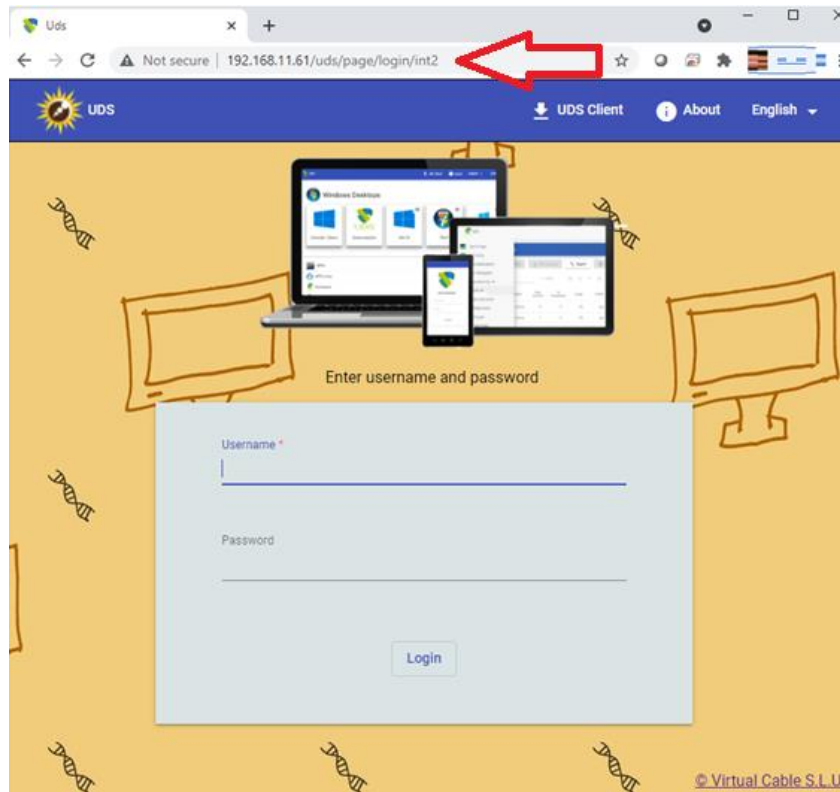 Uds
Not secure | 192.168.11.61/uds/page/login/int2
UDS
UDS Client
About
English
Windows Desktops
Enter username and password
Username *
Password
Login
© Virtual Cable S.L.U